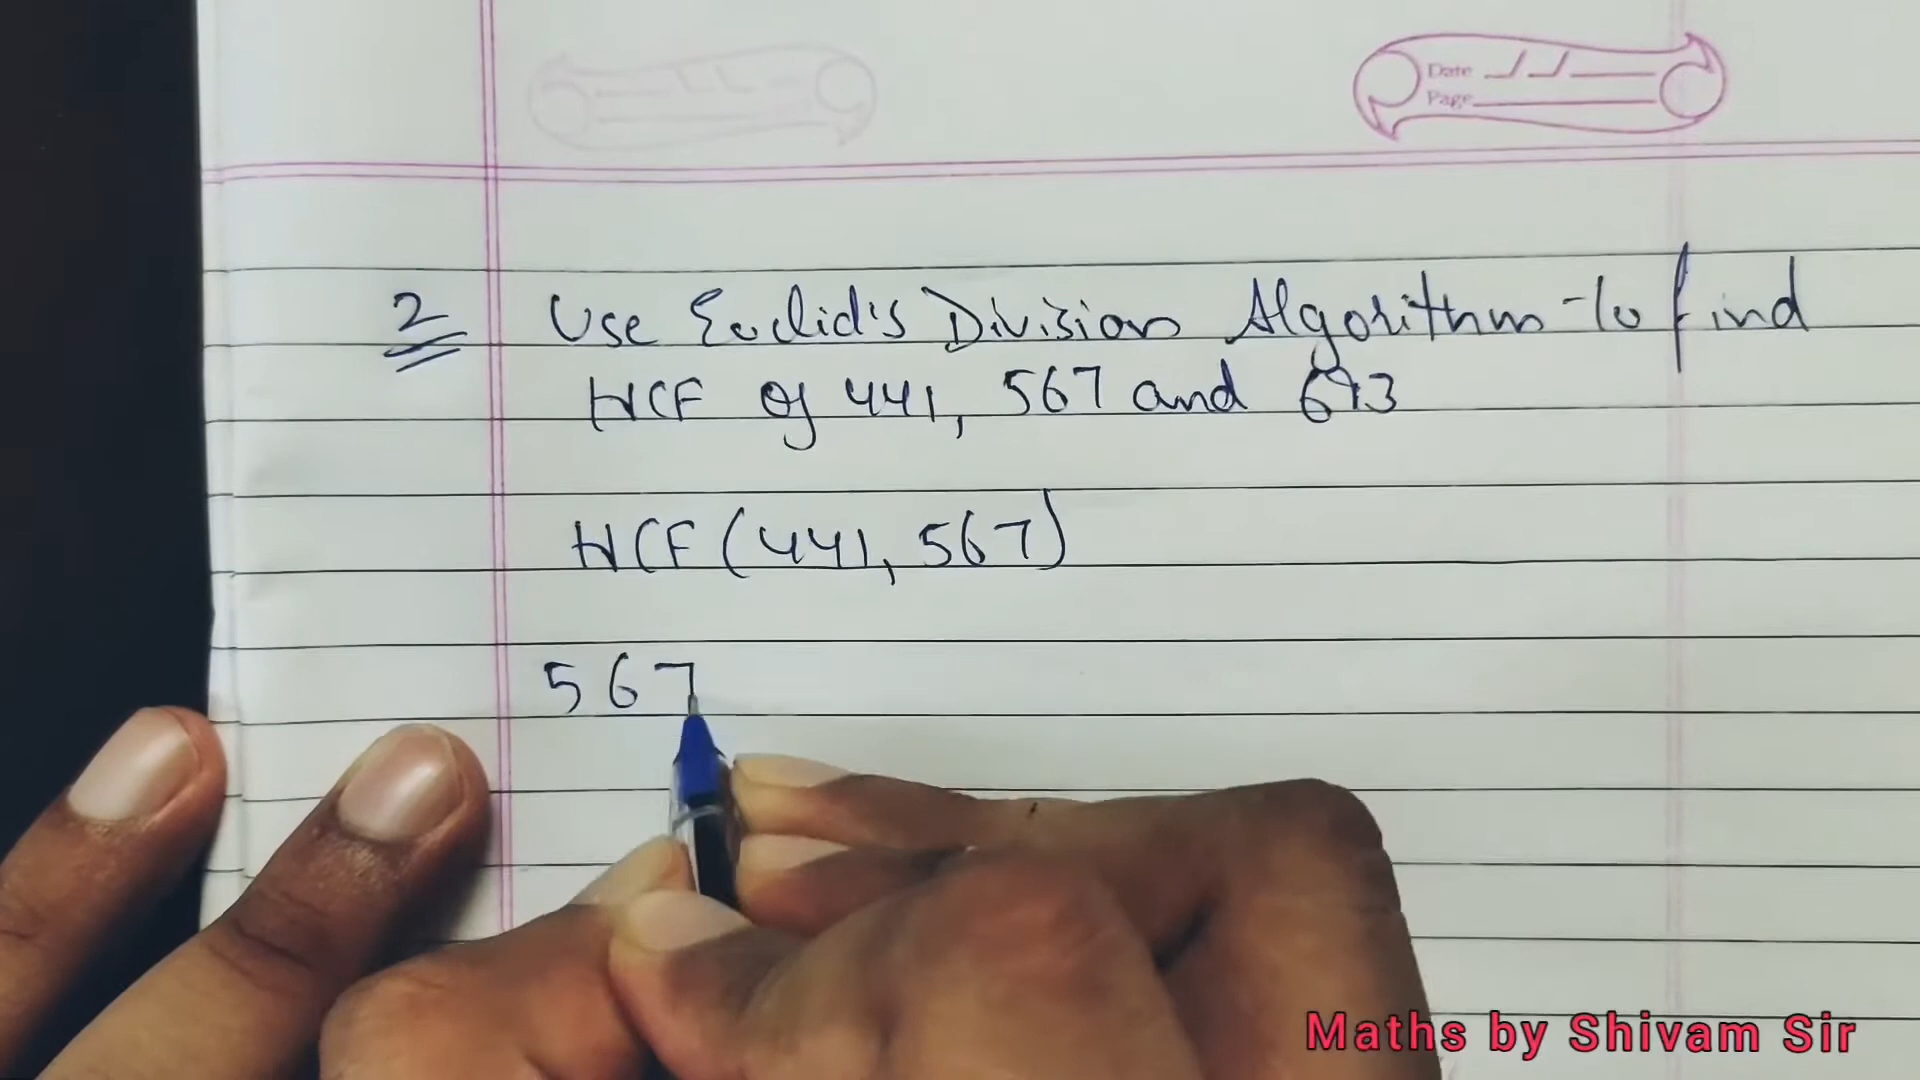 Date
Page
2 Use Euclid's Division Algorithm to find
HCF of 441, 567 and 693
HCF (441, 567)
567
Maths by Shivam Sir